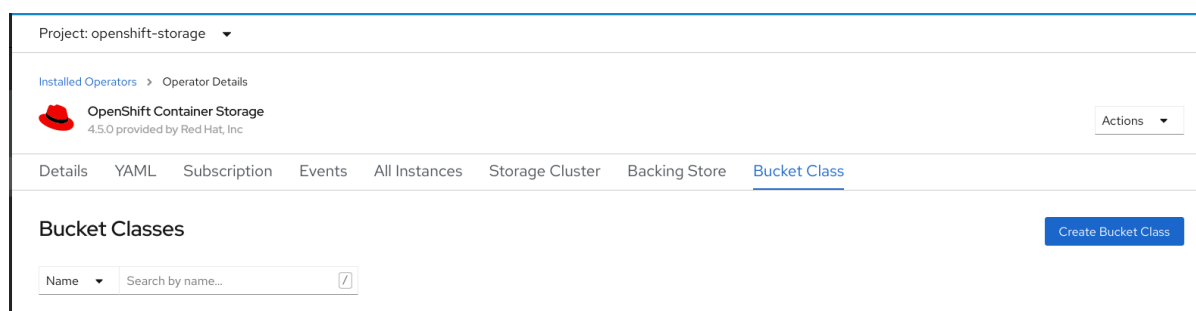 Project: openshift-storage
Installed Operators > Operator Details
OpenShift Container Storage
4.5.0 provided by Red Hat, Inc
Actions
Details YAML Subscription Events All Instances Storage Cluster Backing Store Bucket Class
Bucket Classes
Create Bucket Class
Name Search by name... /